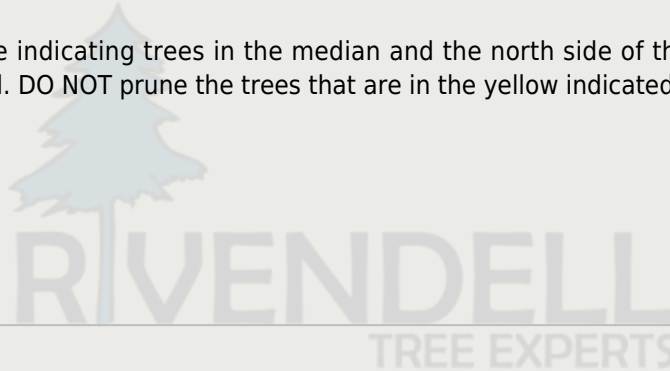 indicating trees in the median and the north side of
DO NOT prune the trees that are in the yellow indicated
RIVENDELL
TREE EXPERTS